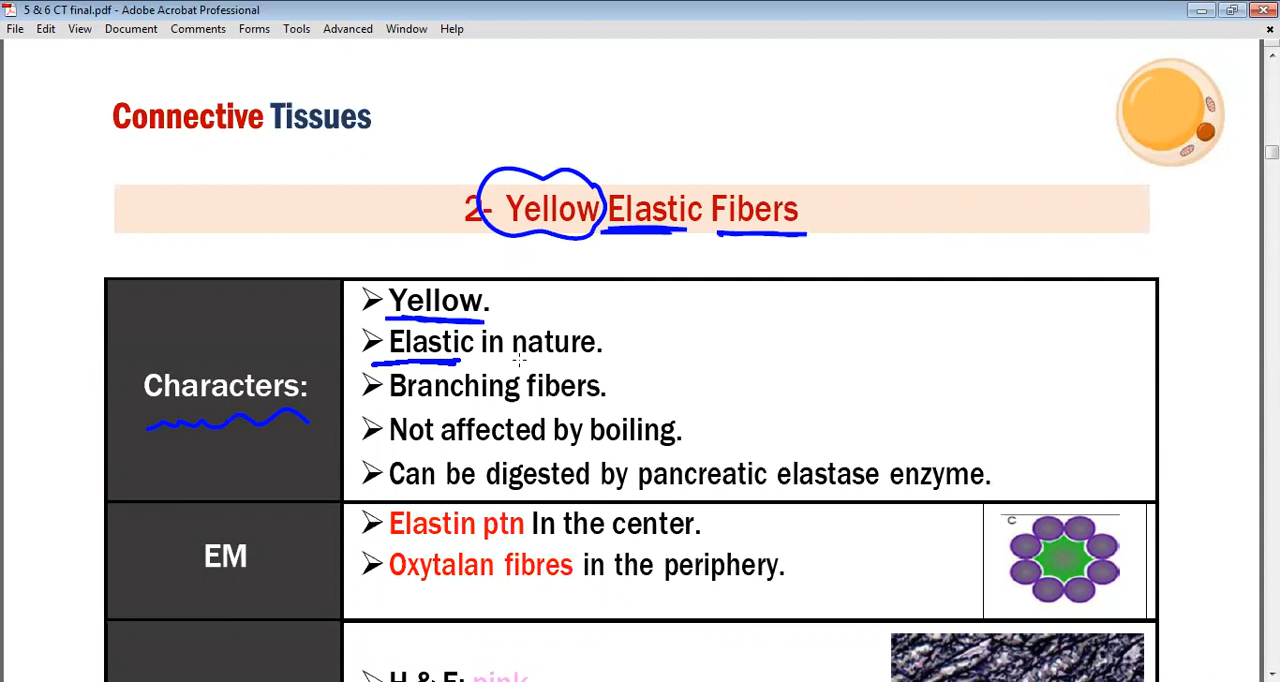 5 & 6 CT final.pdf - Adobe Acrobat Professional
File Edit View Document Comments Forms Tools Advanced Window Help
Connective Tissues
2- Yellow Elastic Fibers
Characters:
➢ Yellow.
➢ Elastic in nature.
➢ Branching fibers.
➢ Not affected by boiling.
➢ Can be digested by pancreatic elastase enzyme.
EM
➢ Elastin ptn In the center.
➢ Oxytalan fibres in the periphery.
C
➢ H & E: pink